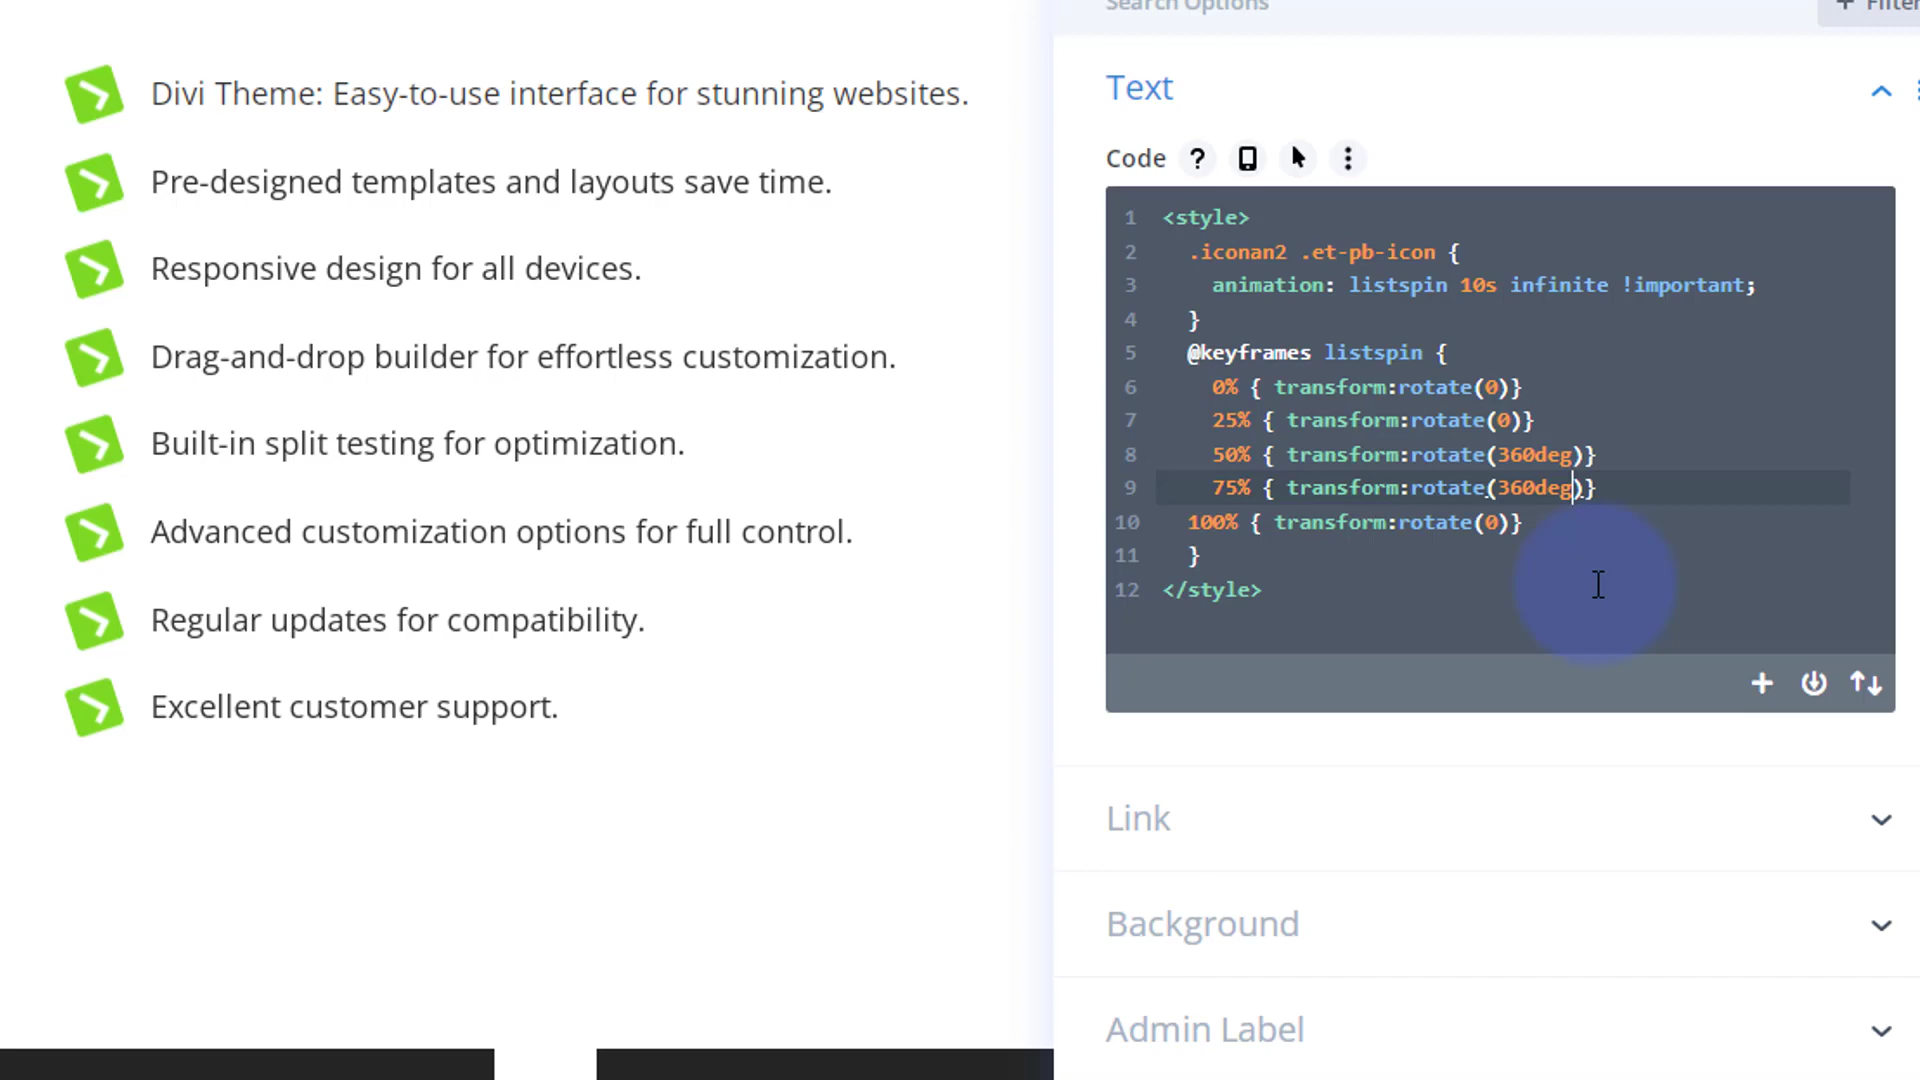 Divi Theme: Easy-to-use interface for stunning websites.
Pre-designed templates and layouts save time.
Responsive design for all devices.
Drag-and-drop builder for effortless customization.
Built-in split testing for optimization.
Advanced customization options for full control.
Regular updates for compatibility.
Excellent customer support.
Search Options
+ Filter
Text
Code ?
1 <style>
2 .iconan2 .et-pb-icon {
3 animation: listspin 10s infinite !important;
4 }
5 @keyframes listspin {
6 0% { transform:rotate(0)}
7 25% { transform:rotate(0)}
8 50% { transform:rotate(360deg)}
9 75% { transform:rotate(360deg)}
10 100% { transform:rotate(0)}
11 }
12 </style>
Link
Background
Admin Label